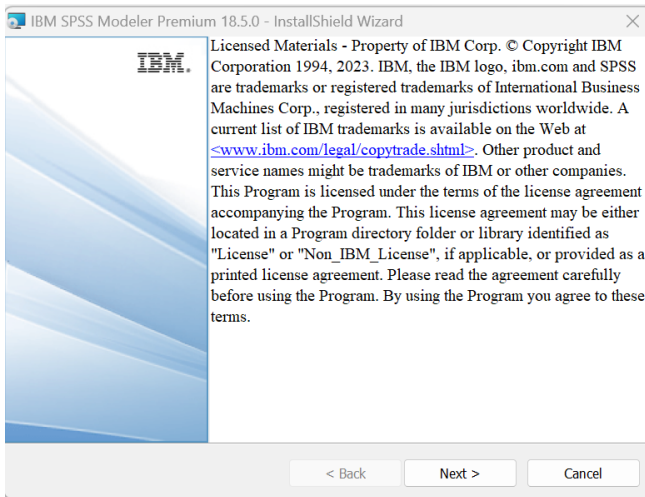 IBM SPSS Modeler Premium 18.5.0 - InstallShield Wizard
IBM.
Licensed Materials - Property of IBM Corp. © Copyright IBM
Corporation 1994, 2023. IBM, the IBM logo, ibm.com and SPSS
are trademarks or registered trademarks of International Business
Machines Corp., registered in many jurisdictions worldwide. A
current list of IBM trademarks is available on the Web at
<www.ibm.com/legal/copytrade.shtml>. Other product and
service names might be trademarks of IBM or other companies.
This Program is licensed under the terms of the license agreement
accompanying the Program. This license agreement may be either
located in a Program directory folder or library identified as
"License" or "Non_IBM_License", if applicable, or provided as a
printed license agreement. Please read the agreement carefully
before using the Program. By using the Program you agree to these
terms.
< Back
Next >
Cancel